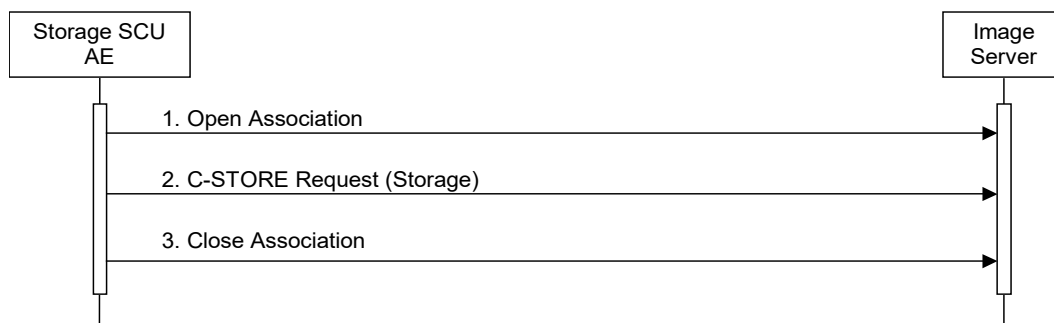 Storage SCU
AE
Image
Server
1. Open Association
2. C-STORE Request (Storage)
3. Close Association